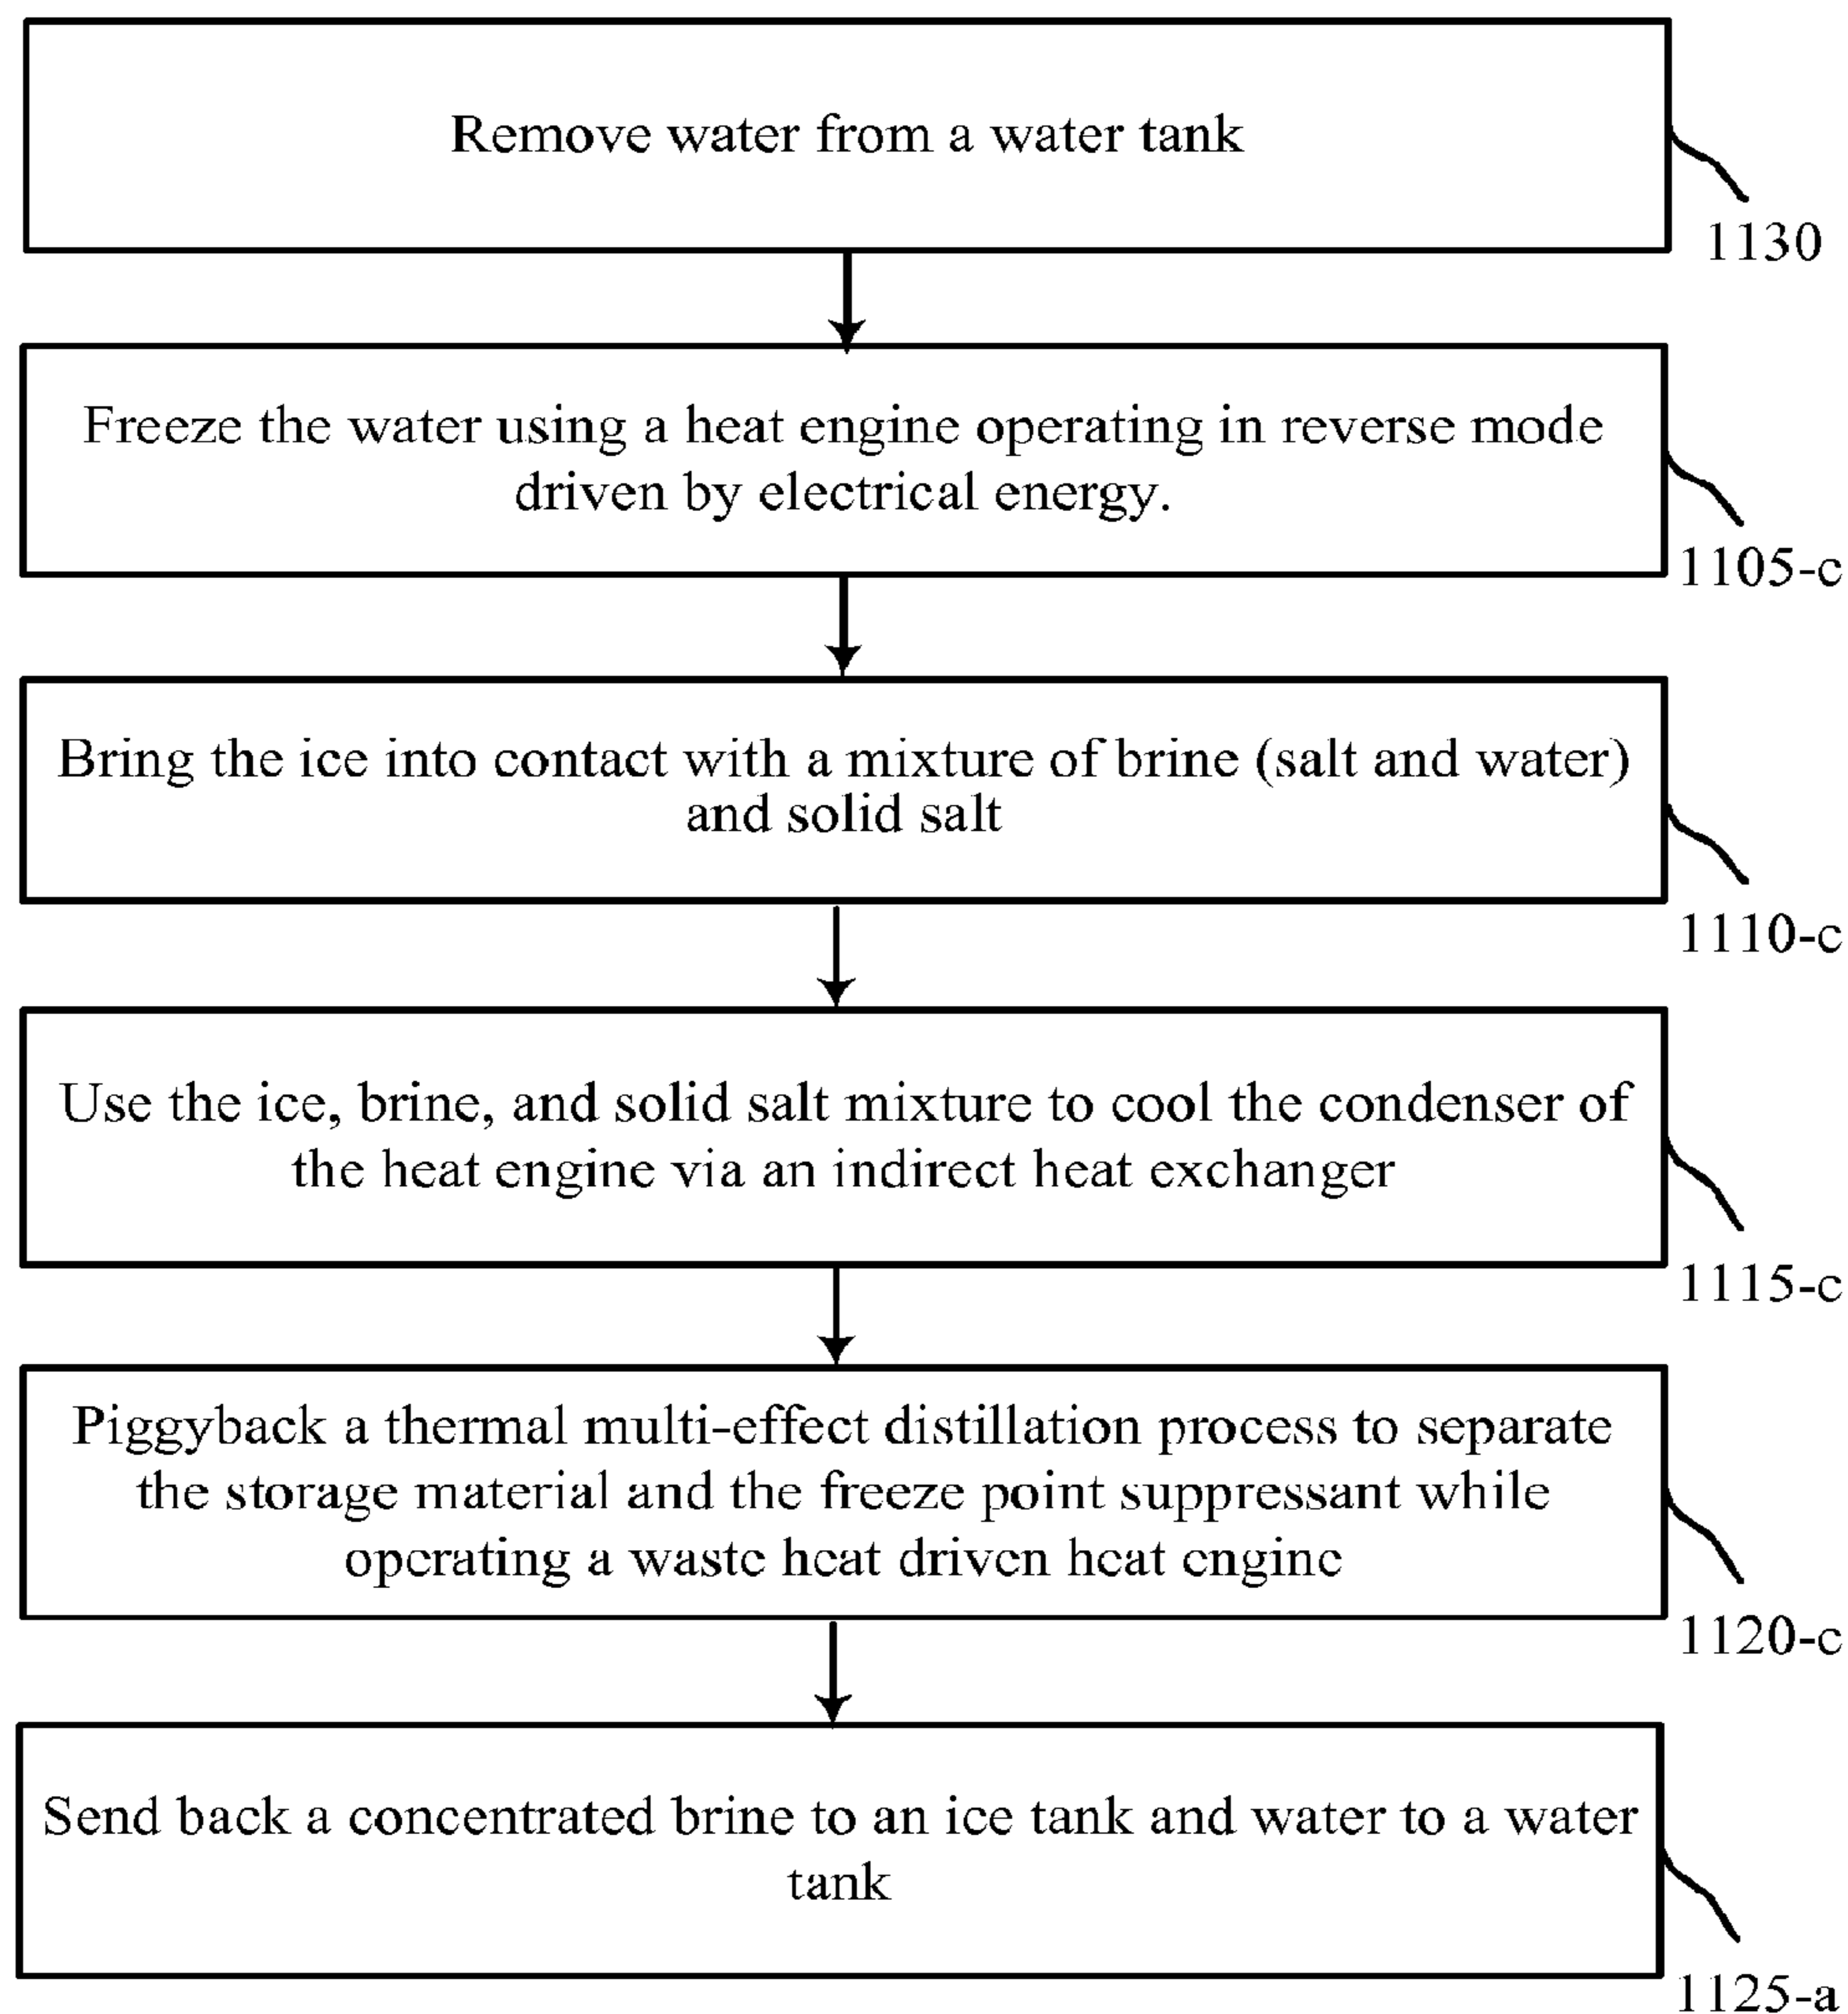 Remove water from a water tank
1130
Freeze the water using a heat engine operating in reverse mode
driven by electrical energy.
1105-c
Bring the ice into contact with a mixture of brine (salt and water)
and solid salt
1110-c
Use the ice, brine, and solid salt mixture to cool the condenser of
the heat engine via an indirect heat exchanger
1115-c
Piggyback a thermal multi-effect distillation process to separate
the storage material and the freeze point suppressant while
operating a waste heat driven heat engine
1120-c
Send back a concentrated brine to an ice tank and water to a water
tank
1125-a